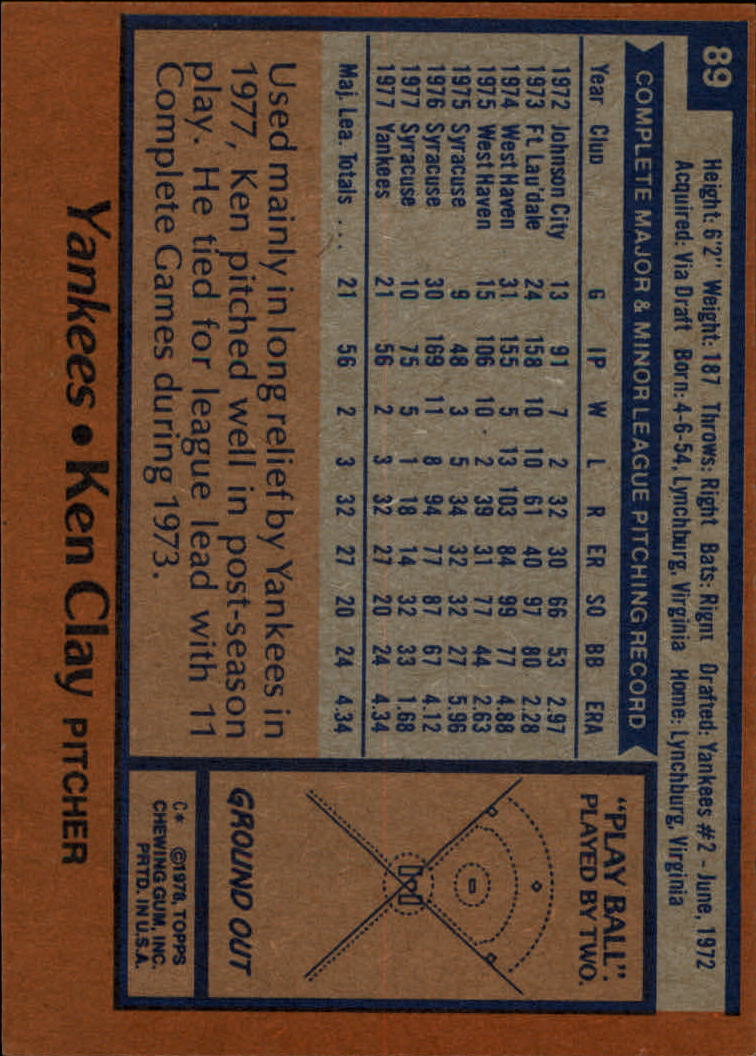 89
Height: 6'2" Weight: 187 Throws: Right Bats: Right Drafted: Yankees #2 - June, 1972
Acquired: Via Draft Born: 4-6-54, Lynchburg, Virginia Home: Lynchburg, Virginia
COMPLETE MAJOR & MINOR LEAGUE PITCHING RECORD
Year Club G IP W L R ER SO BB ERA
1972 Johnson City 13 91 7 2 32 30 66 53 2.97
1973 Ft. Lau'dale 24 158 10 10 61 40 97 80 2.28
1974 West Haven 31 155 5 13 103 84 99 77 4.88
1975 West Haven 15 106 10 2 39 31 77 44 2.63
1975 Syracuse 9 48 3 5 34 32 32 27 5.96
1976 Syracuse 30 169 11 8 94 77 87 67 4.12
1977 Syracuse 10 75 5 1 18 14 32 33 1.68
1977 Yankees 21 56 2 3 32 27 20 24 4.34
Maj. Lea. Totals ... 21 56 2 3 32 27 20 24 4.34
Used mainly in long relief by Yankees in
1977, Ken pitched well in post-season
play. He tied for league lead with 11
Complete Games during 1973.
"PLAY BALL".
PLAYED BY TWO.
GROUND OUT
C* ©1978, TOPPS
CHEWING GUM, INC.
PRTD. IN U.S.A.
Yankees • Ken Clay PITCHER